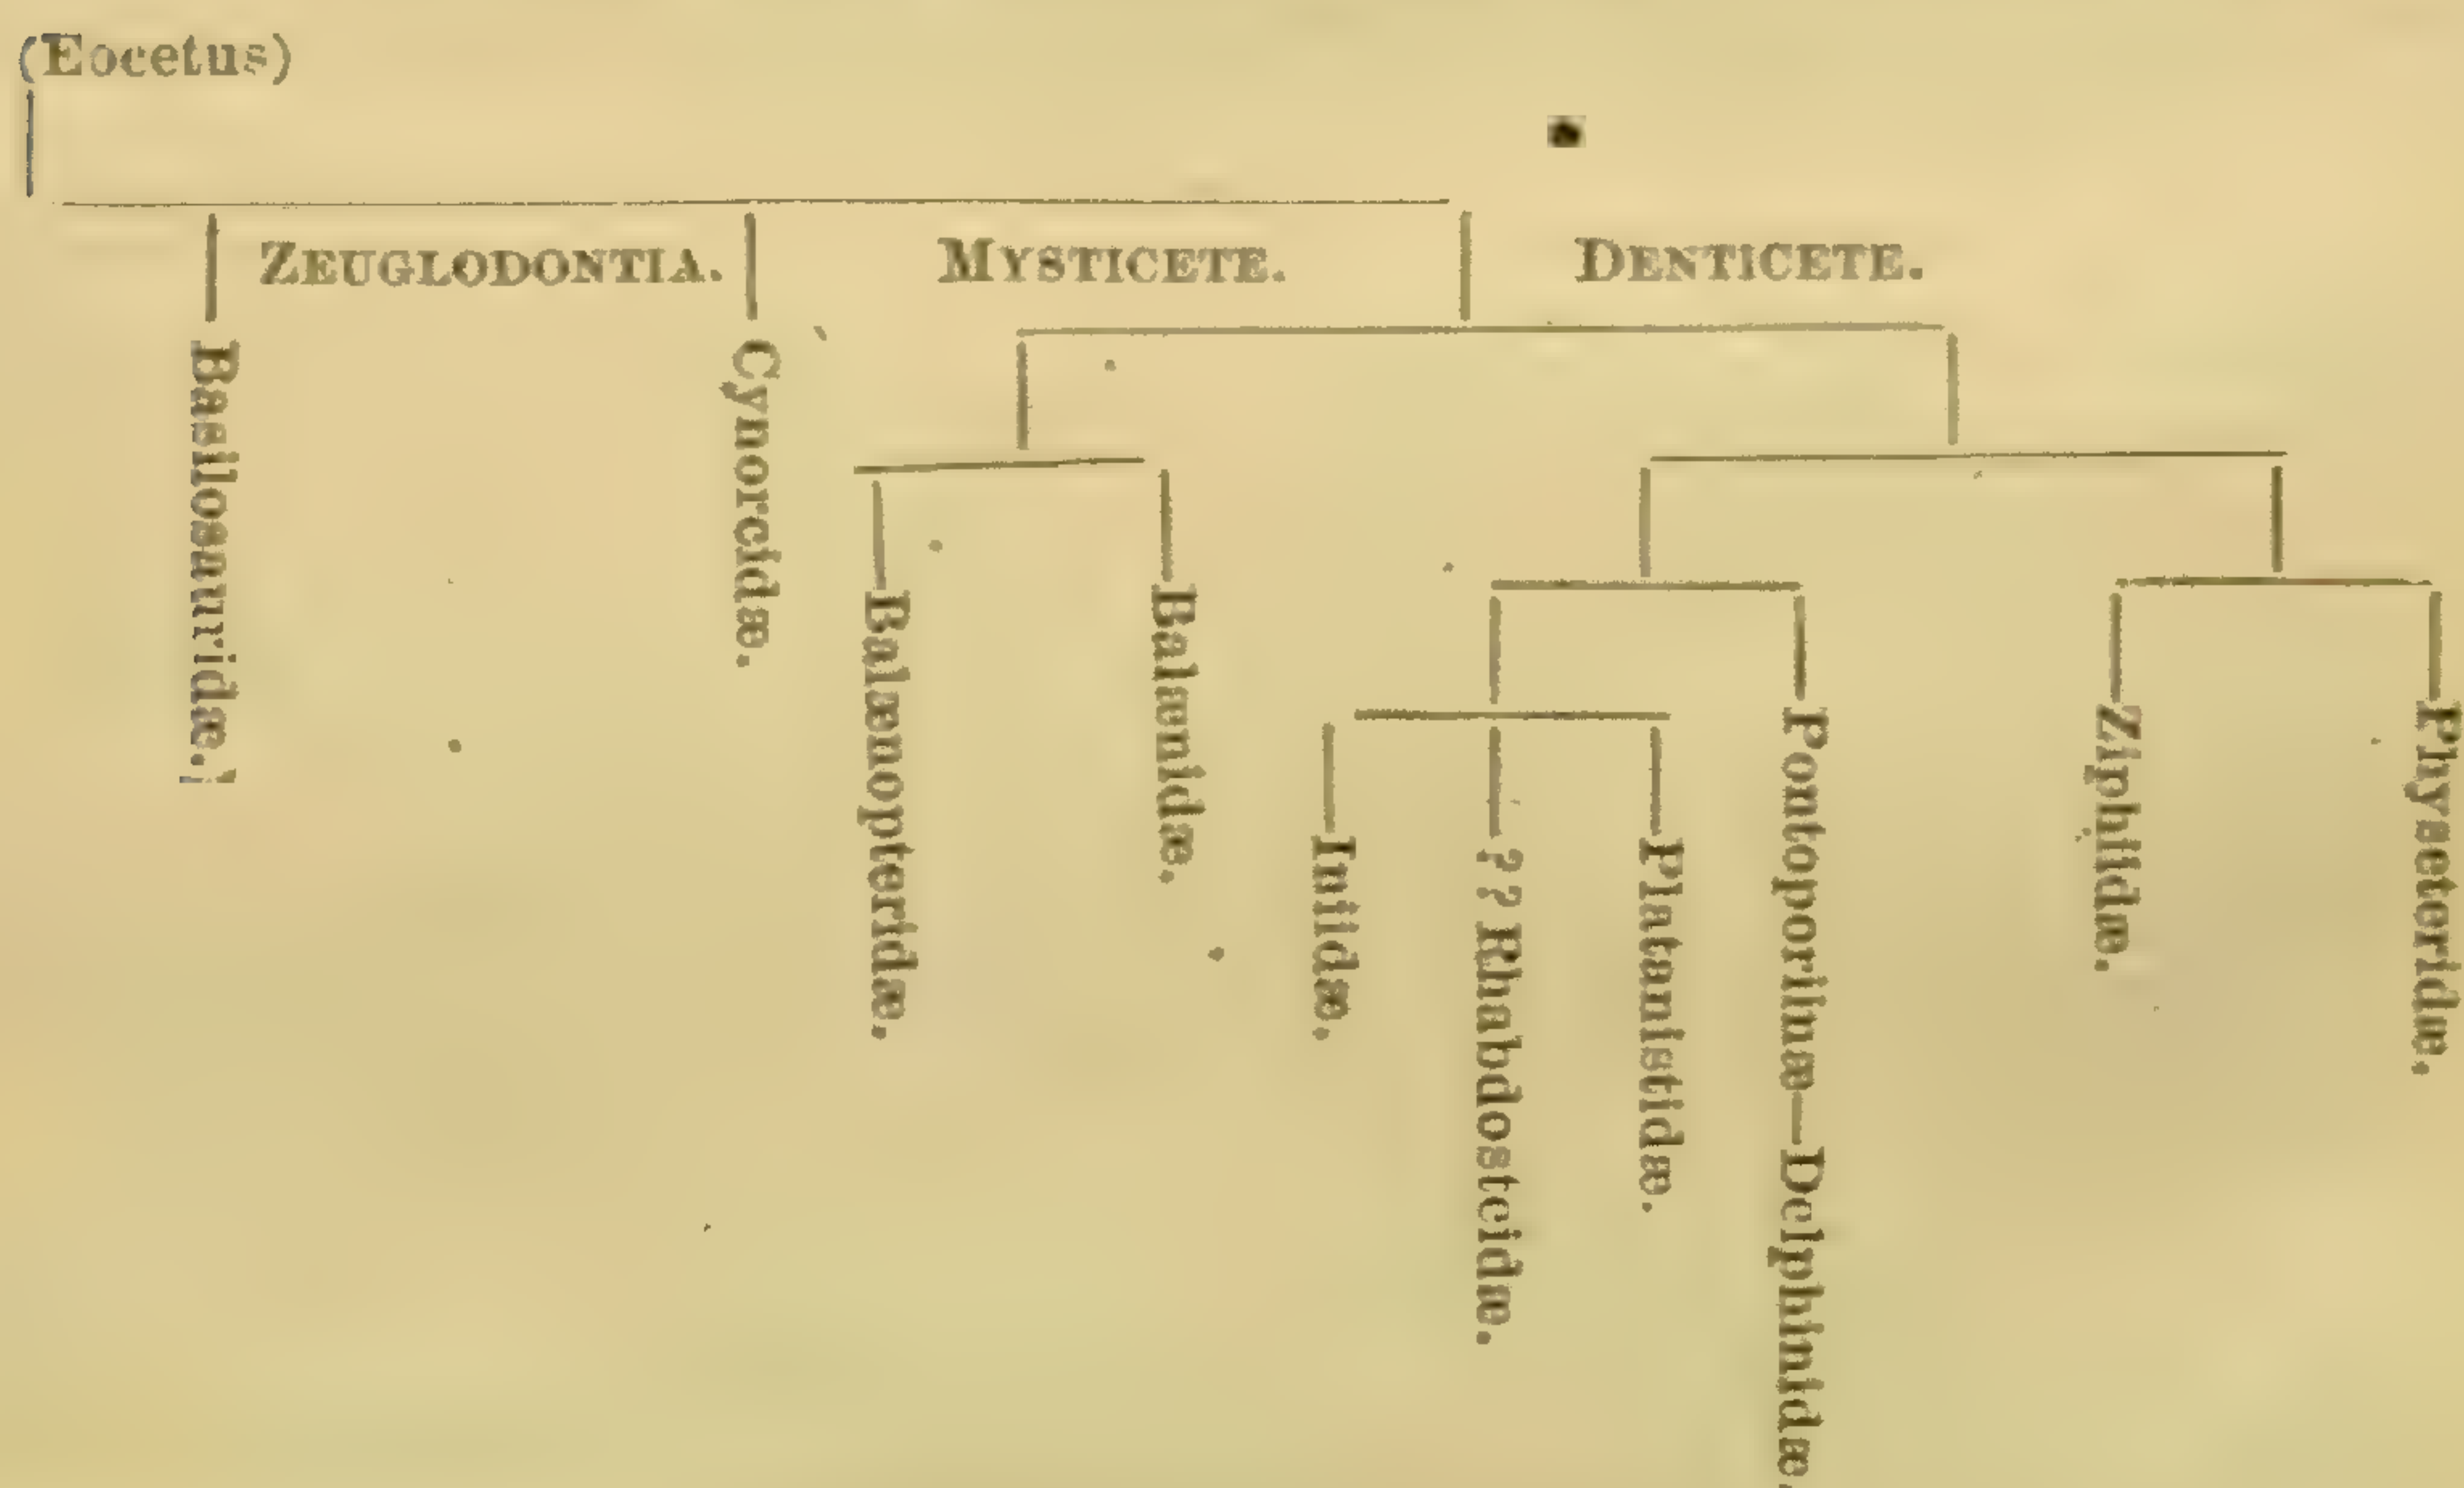 (Eocetus)
ZEUGLODONTIA.
MYSTICETE.
DENTICETE.
Basilosauridæ.]
Cynorcidæ.
Balænopteridæ.
Balænidæ.
Iniidæ.
?? Rhabdosteidæ.
Platanistidæ.
Pontoporiinæ—Delphinidæ.
Ziphiidæ.
Physeteridæ.